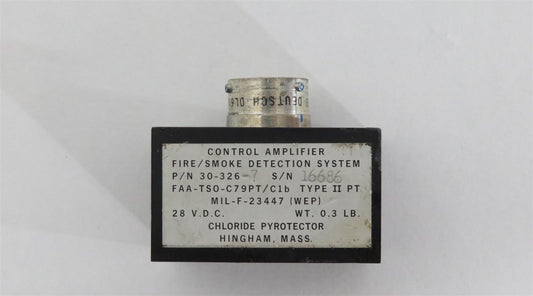 DEUTSCH DL6
CONTROL AMPLIFIER
FIRE/SMOKE DETECTION SYSTEM
P/N 30-326-7 S/N 16686
FAA-TSO-C79PT/C1b TYPE II PT
MIL-F-23447 (WEP)
28 V.D.C. WT. 0.3 LB.
CHLORIDE PYROTECTOR
HINGHAM, MASS.